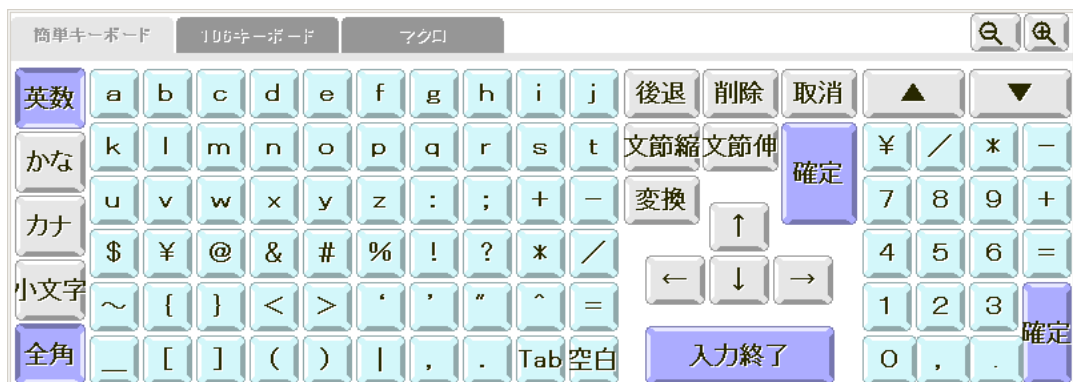 簡単キーボード 106キーボード マクロ
英数 a b c d e f g h i j 後退 削除 取消 ▲ ▼
かな k l m n o p q r s t 文節縮 文節伸 確定 ¥ / * -
カナ u v w x y z : ; + - 変換 7 8 9 +
$ ¥ @ & # % ! ? * / ↑ 4 5 6 =
小文字 ~ { } < > ‘ ’ " ^ = ← ↓ → 1 2 3 確定
全角 _ [ ] ( ) | , . Tab 空白 入力終了 0 , .